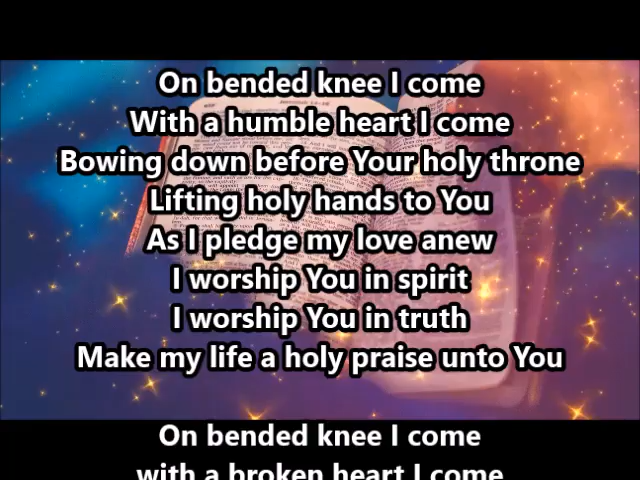 On bended knee I come
With a humble heart I come
Bowing down before Your holy throne
Lifting holy hands to You
As I pledge my love anew
I worship You in spirit
I worship You in truth
Make my life a holy praise unto You
On bended knee I come
with a broken heart I come